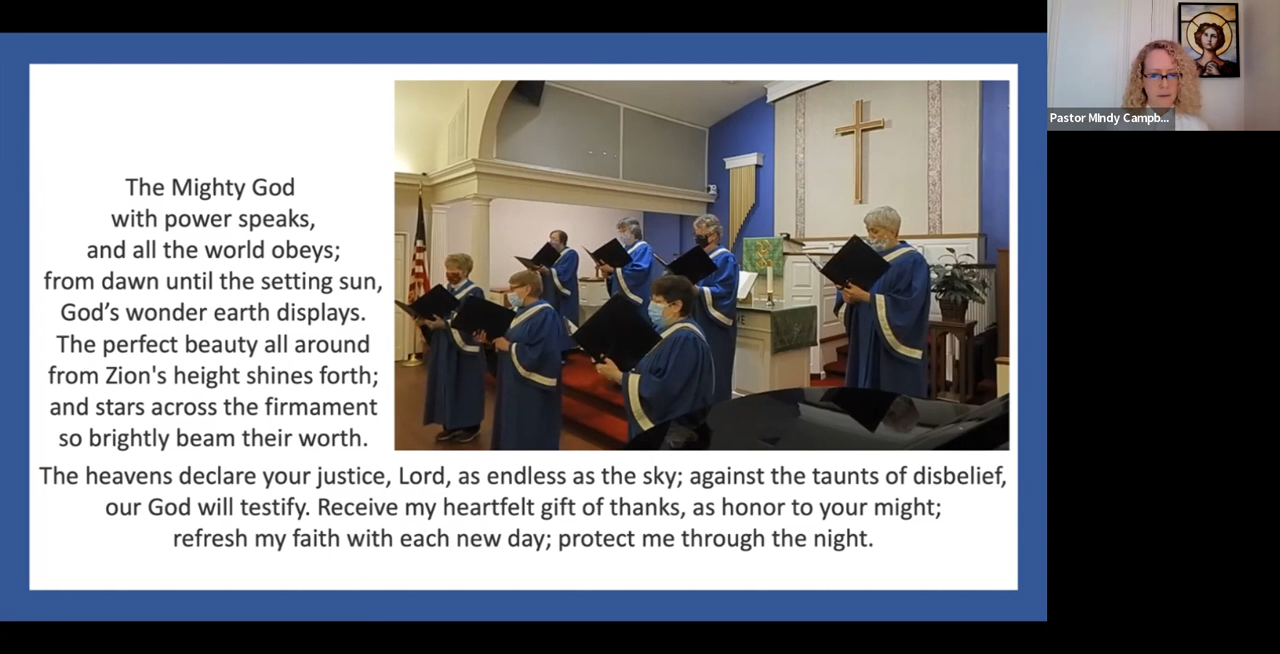 The Mighty God
with power speaks,
and all the world obeys;
from dawn until the setting sun,
God’s wonder earth displays.
The perfect beauty all around
from Zion's height shines forth;
and stars across the firmament
so brightly beam their worth.
The heavens declare your justice, Lord, as endless as the sky; against the taunts of disbelief,
our God will testify. Receive my heartfelt gift of thanks, as honor to your might;
refresh my faith with each new day; protect me through the night.
Pastor MIndy Campb...